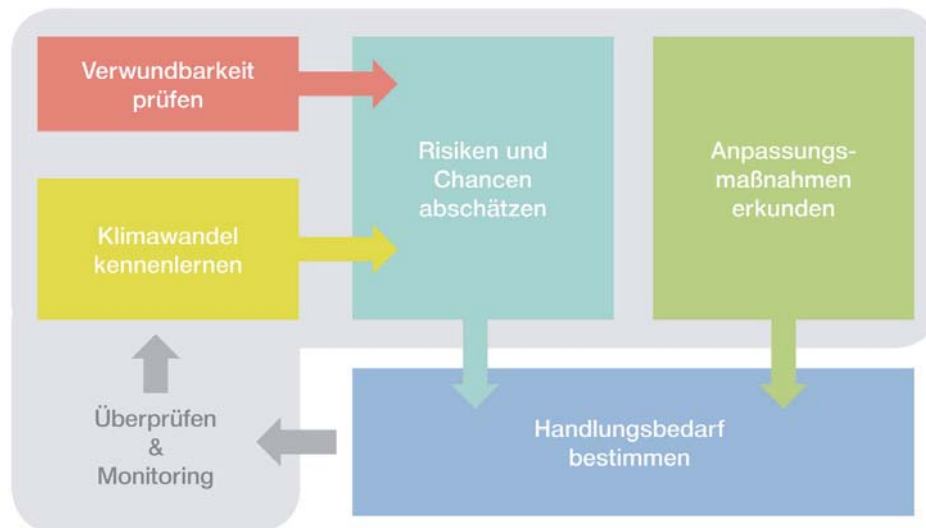 Verwundbarkeit
prüfen
Klimawandel
kennenlernen
Risiken und
Chancen
abschätzen
Anpassungs-
maßnahmen
erkunden
Handlungsbedarf
bestimmen
Überprüfen
&
Monitoring